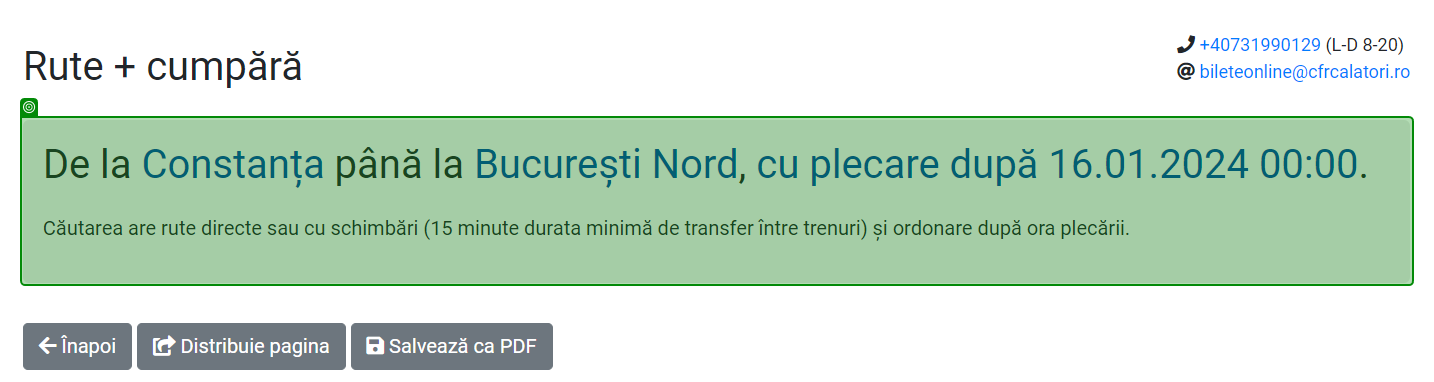 Rute + cumpără
+40731990129 (L-D 8-20)
bileteonline@cfrcalatori.ro
De la Constanța până la București Nord, cu plecare după 16.01.2024 00:00.
Căutarea are rute directe sau cu schimbări (15 minute durata minimă de transfer între trenuri) și ordonare după ora plecării.
Înapoi
Distribuie pagina
Salvează ca PDF